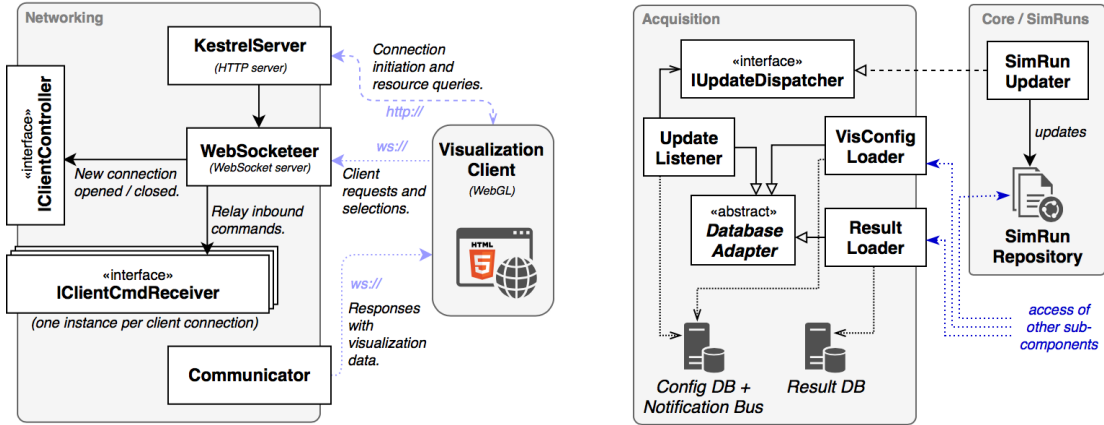 Networking
KestrelServer
(HTTP server)
Connection
initiation and
resource queries.
http://
«interface»
IClientController
WebSocketeer
(WebSocket server)
ws://
New connection
opened / closed.
Client
requests and
selections.
Visualization
Client
(WebGL)
HTML
5
Relay inbound
commands.
«interface»
IClientCmdReceiver
(one instance per client connection)
ws://
Responses
with
visualization
data.
Communicator
Acquisition
«interface»
IUpdateDispatcher
Update
Listener
VisConfig
Loader
«abstract»
Database
Adapter
Result
Loader
Config DB +
Notification Bus
Result DB
Core / SimRuns
SimRun
Updater
updates
SimRun
Repository
access of
other sub-
components